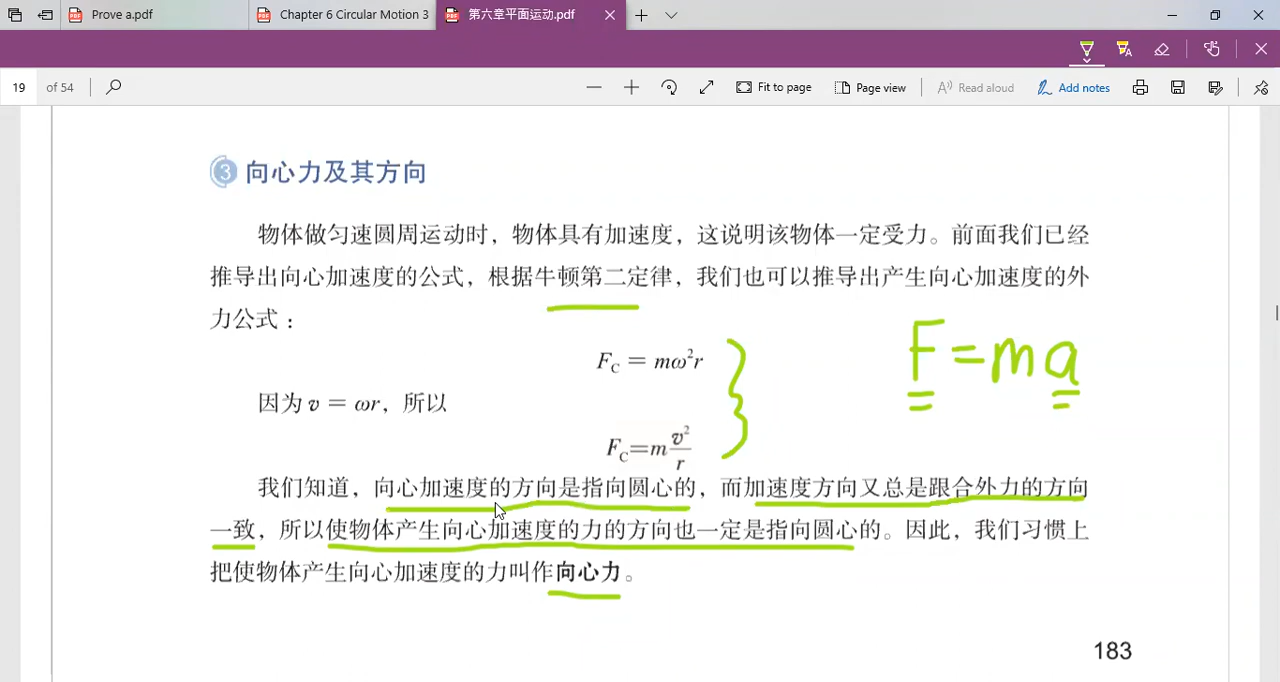 Prove a.pdf
Chapter 6 Circular Motion 3
第六章平面运动.pdf
19 of 54
Fit to page
Page view
Read aloud
Add notes
3 向心力及其方向
物体做匀速圆周运动时，物体具有加速度，这说明该物体一定受力。前面我们已经
推导出向心加速度的公式，根据牛顿第二定律，我们也可以推导出产生向心加速度的外
力公式：
F_C = mω²r
F = ma
因为 v = ωr，所以
F_C=m v²/r
我们知道，向心加速度的方向是指向圆心的，而加速度方向又总是跟合外力的方向
一致，所以使物体产生向心加速度的力的方向也一定是指向圆心的。因此，我们习惯上
把使物体产生向心加速度的力叫作向心力。
183